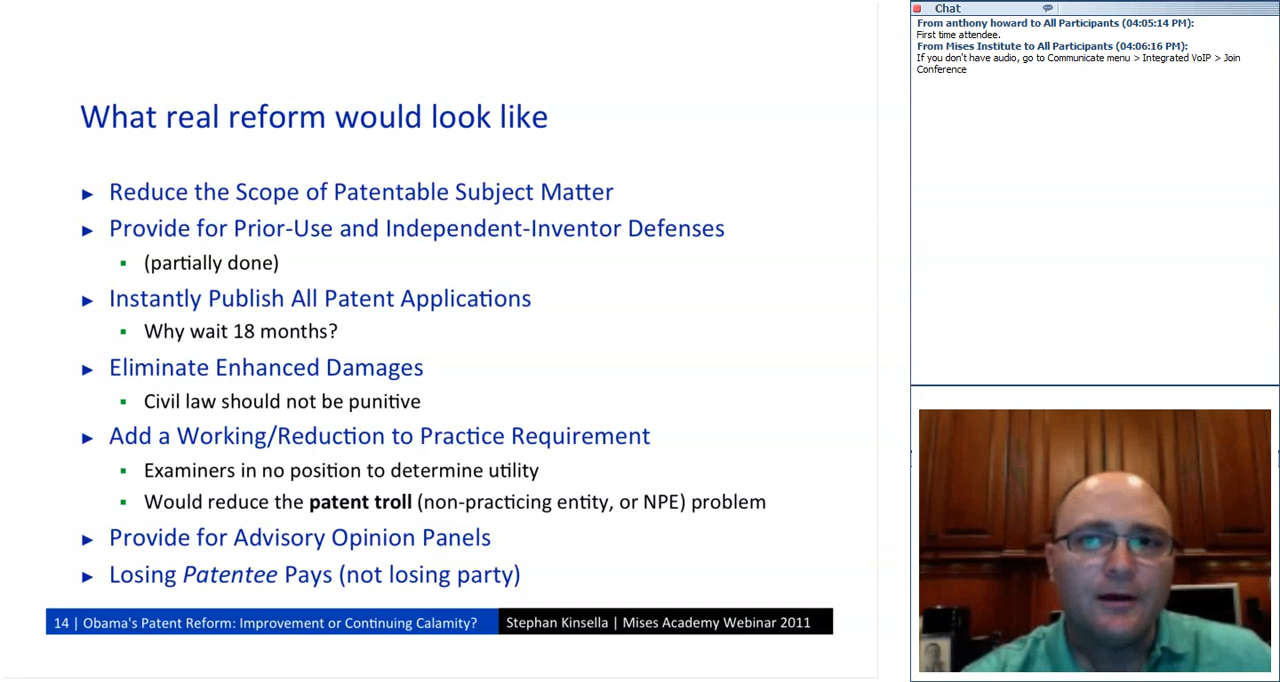 What real reform would look like
► Reduce the Scope of Patentable Subject Matter
► Provide for Prior-Use and Independent-Inventor Defenses
▪ (partially done)
► Instantly Publish All Patent Applications
▪ Why wait 18 months?
► Eliminate Enhanced Damages
▪ Civil law should not be punitive
► Add a Working/Reduction to Practice Requirement
▪ Examiners in no position to determine utility
▪ Would reduce the patent troll (non-practicing entity, or NPE) problem
► Provide for Advisory Opinion Panels
► Losing Patentee Pays (not losing party)
14 | Obama's Patent Reform: Improvement or Continuing Calamity?
Stephan Kinsella | Mises Academy Webinar 2011
Chat
From anthony howard to All Participants (04:05:14 PM):
First time attendee.
From Mises Institute to All Participants (04:06:16 PM):
If you don't have audio, go to Communicate menu > Integrated VoIP > Join
Conference